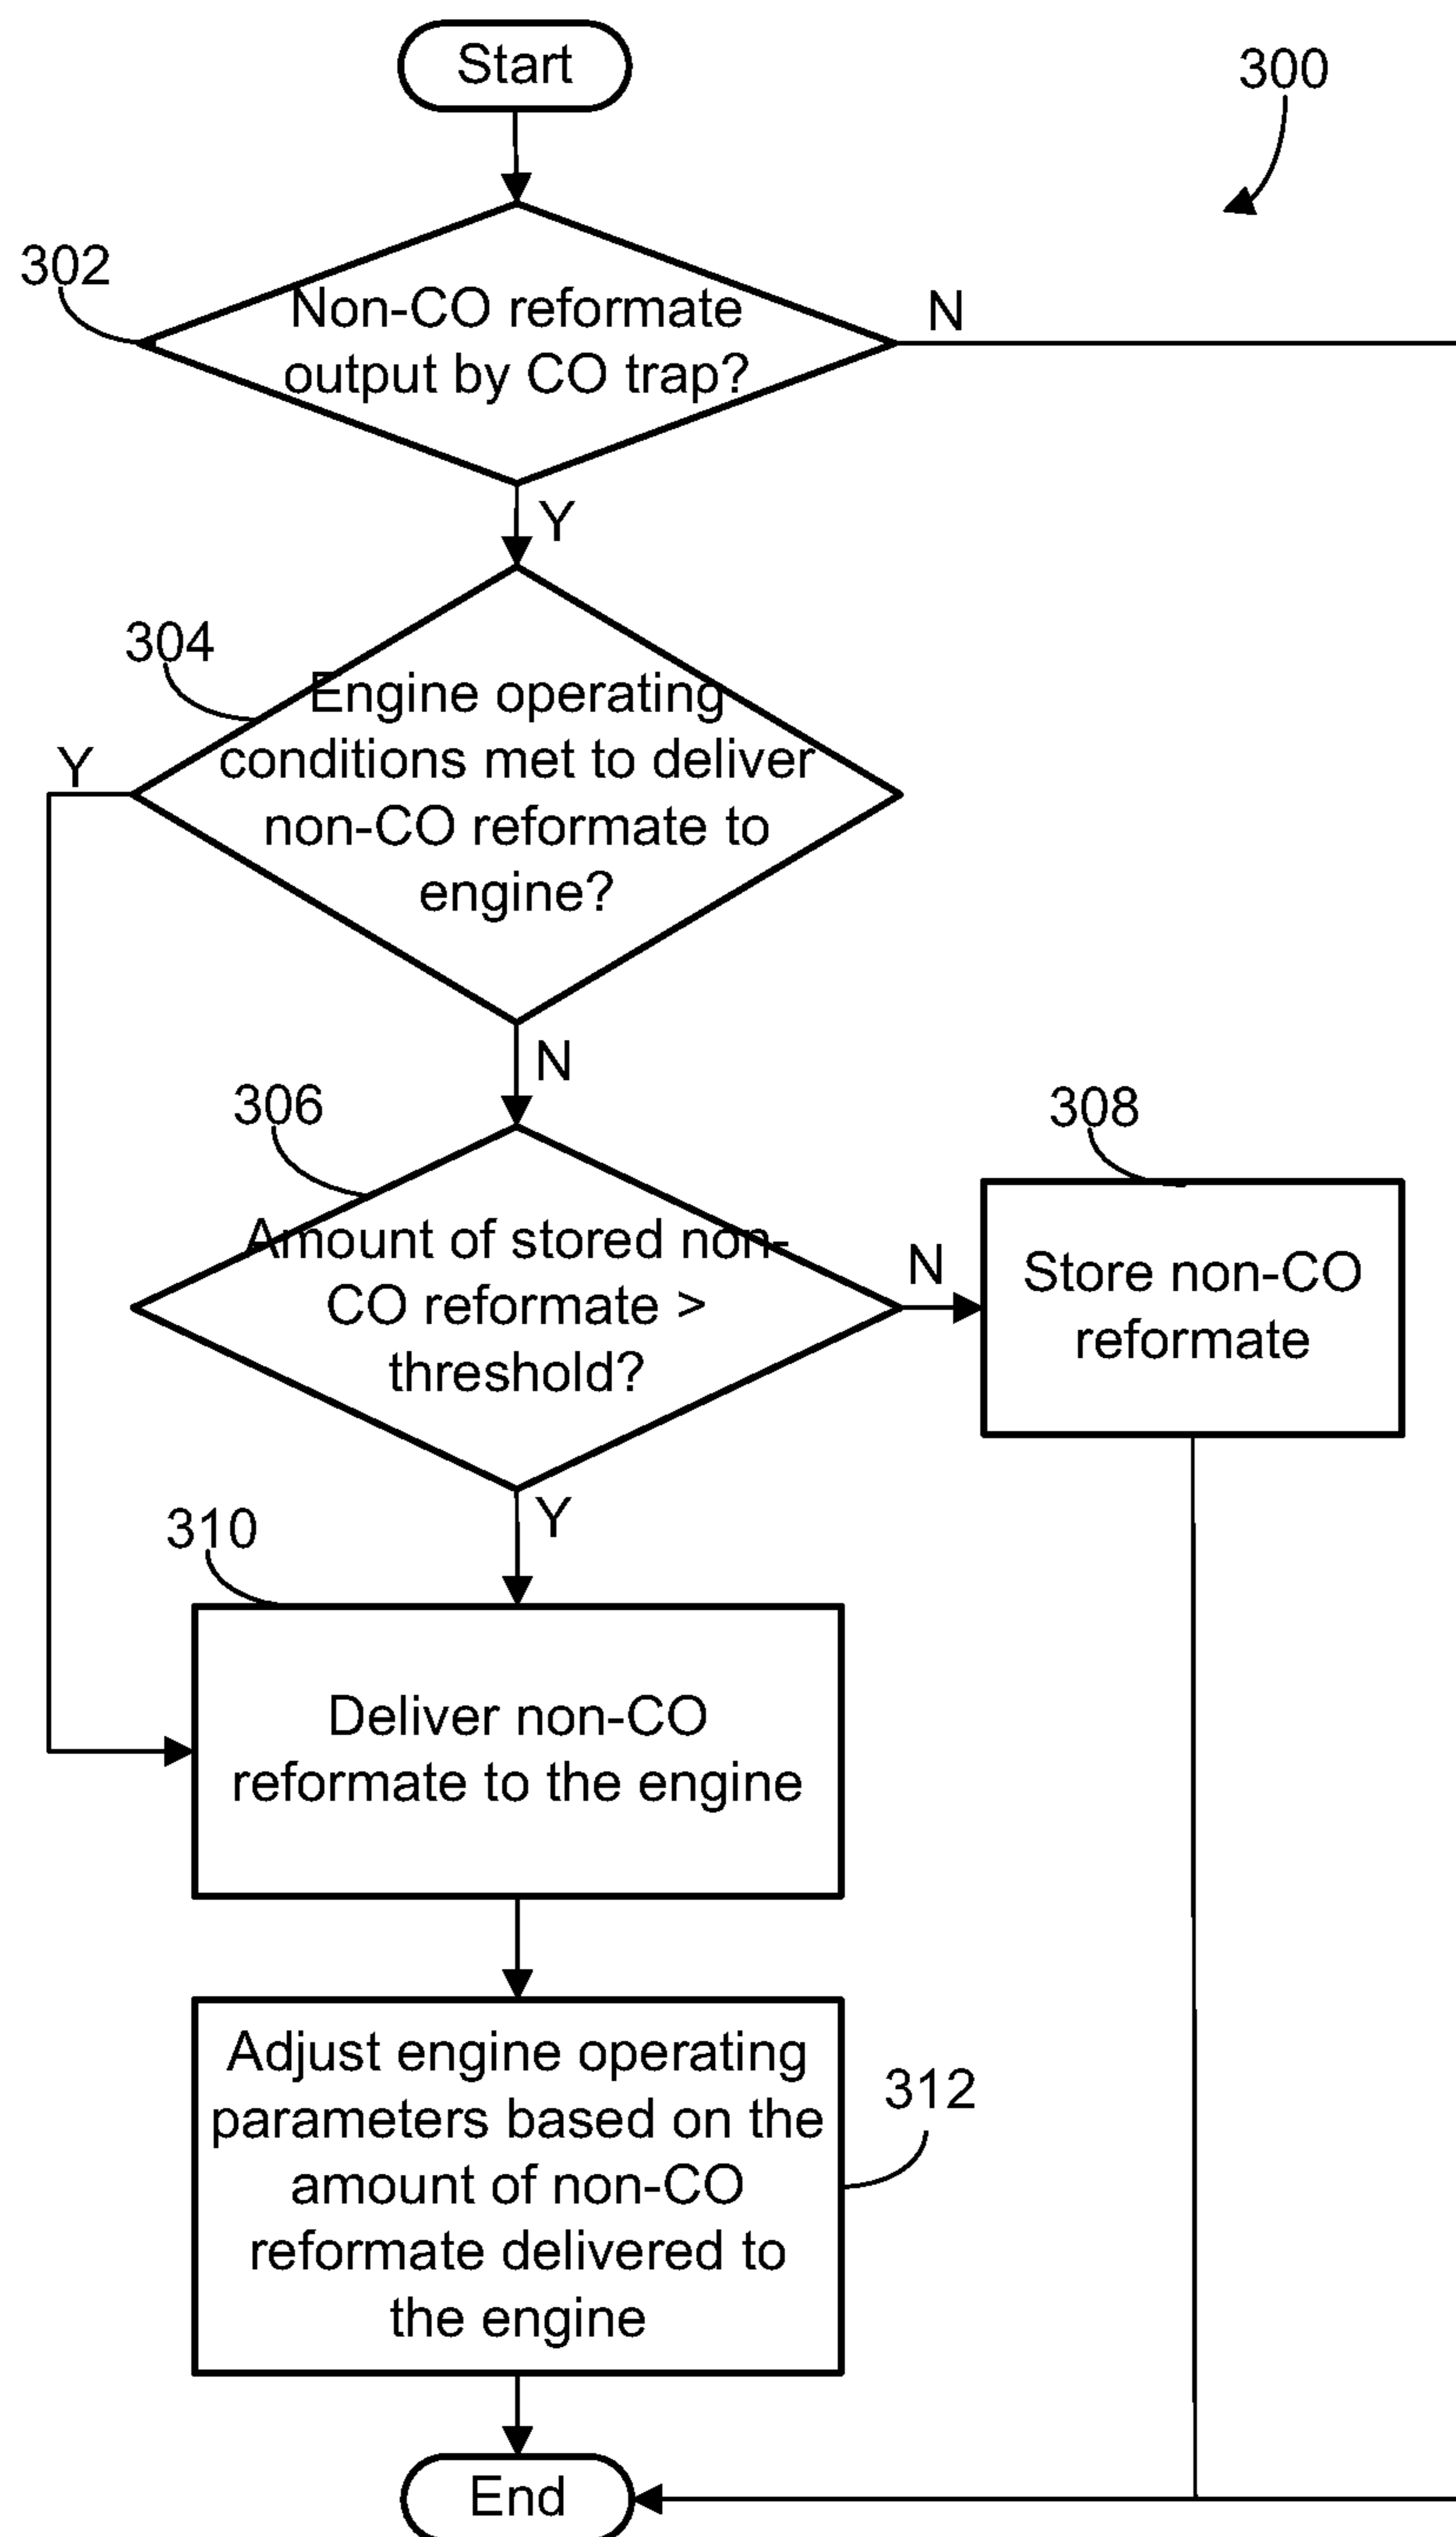 Start
300
302
Non-CO reformate
output by CO trap?
N
Y
304
Engine operating
conditions met to deliver
non-CO reformate to
engine?
Y
N
306
Amount of stored non-
CO reformate >
threshold?
N
308
Store non-CO
reformate
Y
310
Deliver non-CO
reformate to the engine
Adjust engine operating
parameters based on the
amount of non-CO
reformate delivered to
the engine
312
End